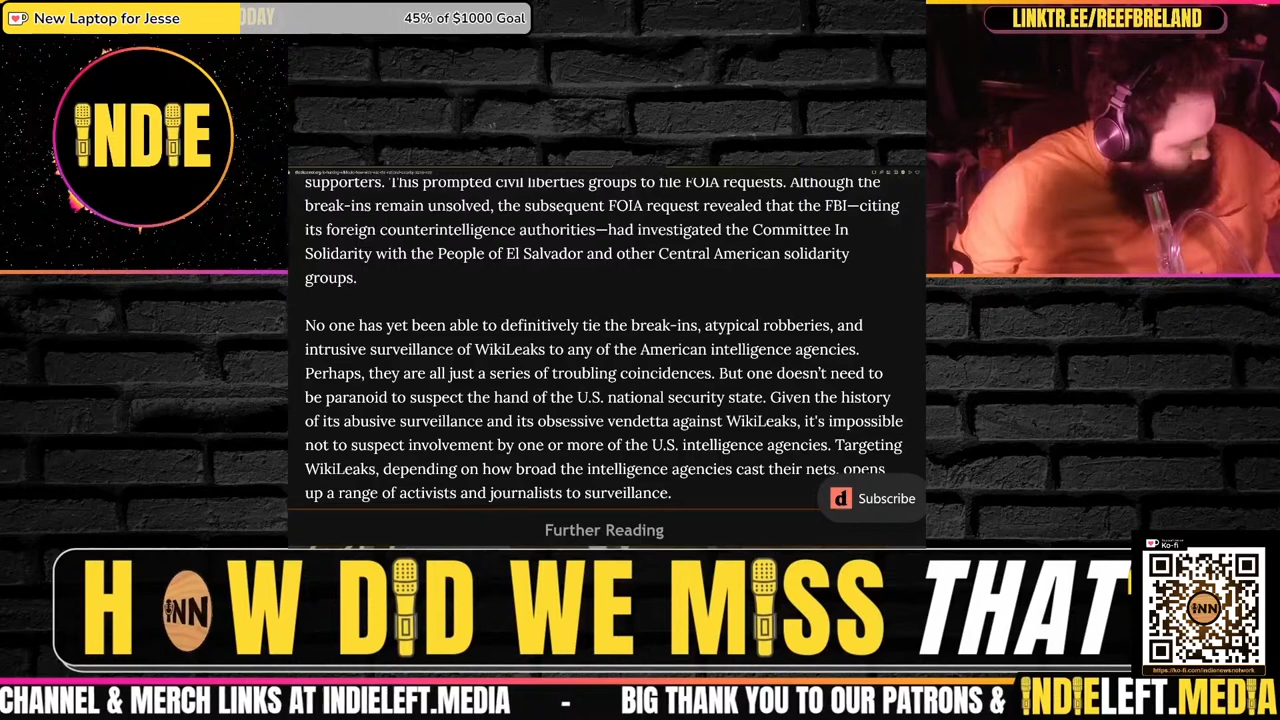 New Laptop for Jesse
45% of $1000 Goal
LINKTR.EE/REEFBRELAND
INDIE
supporters. This prompted civil liberties groups to file FOIA requests. Although the
break-ins remain unsolved, the subsequent FOIA request revealed that the FBI—citing
its foreign counterintelligence authorities—had investigated the Committee In
Solidarity with the People of El Salvador and other Central American solidarity
groups.
No one has yet been able to definitively tie the break-ins, atypical robberies, and
intrusive surveillance of WikiLeaks to any of the American intelligence agencies.
Perhaps, they are all just a series of troubling coincidences. But one doesn't need to
be paranoid to suspect the hand of the U.S. national security state. Given the history
of its abusive surveillance and its obsessive vendetta against WikiLeaks, it's impossible
not to suspect involvement by one or more of the U.S. intelligence agencies. Targeting
WikiLeaks, depending on how broad the intelligence agencies cast their nets, opens
up a range of activists and journalists to surveillance.
d Subscribe
Further Reading
HOW DID WE MISS THAT
INN
Ko-fi
INN
https://ko-fi.com/indienewsnetwork
CHANNEL & MERCH LINKS AT INDIELEFT.MEDIA - BIG THANK YOU TO OUR PATRONS &
INDIELEFT.MEDIA